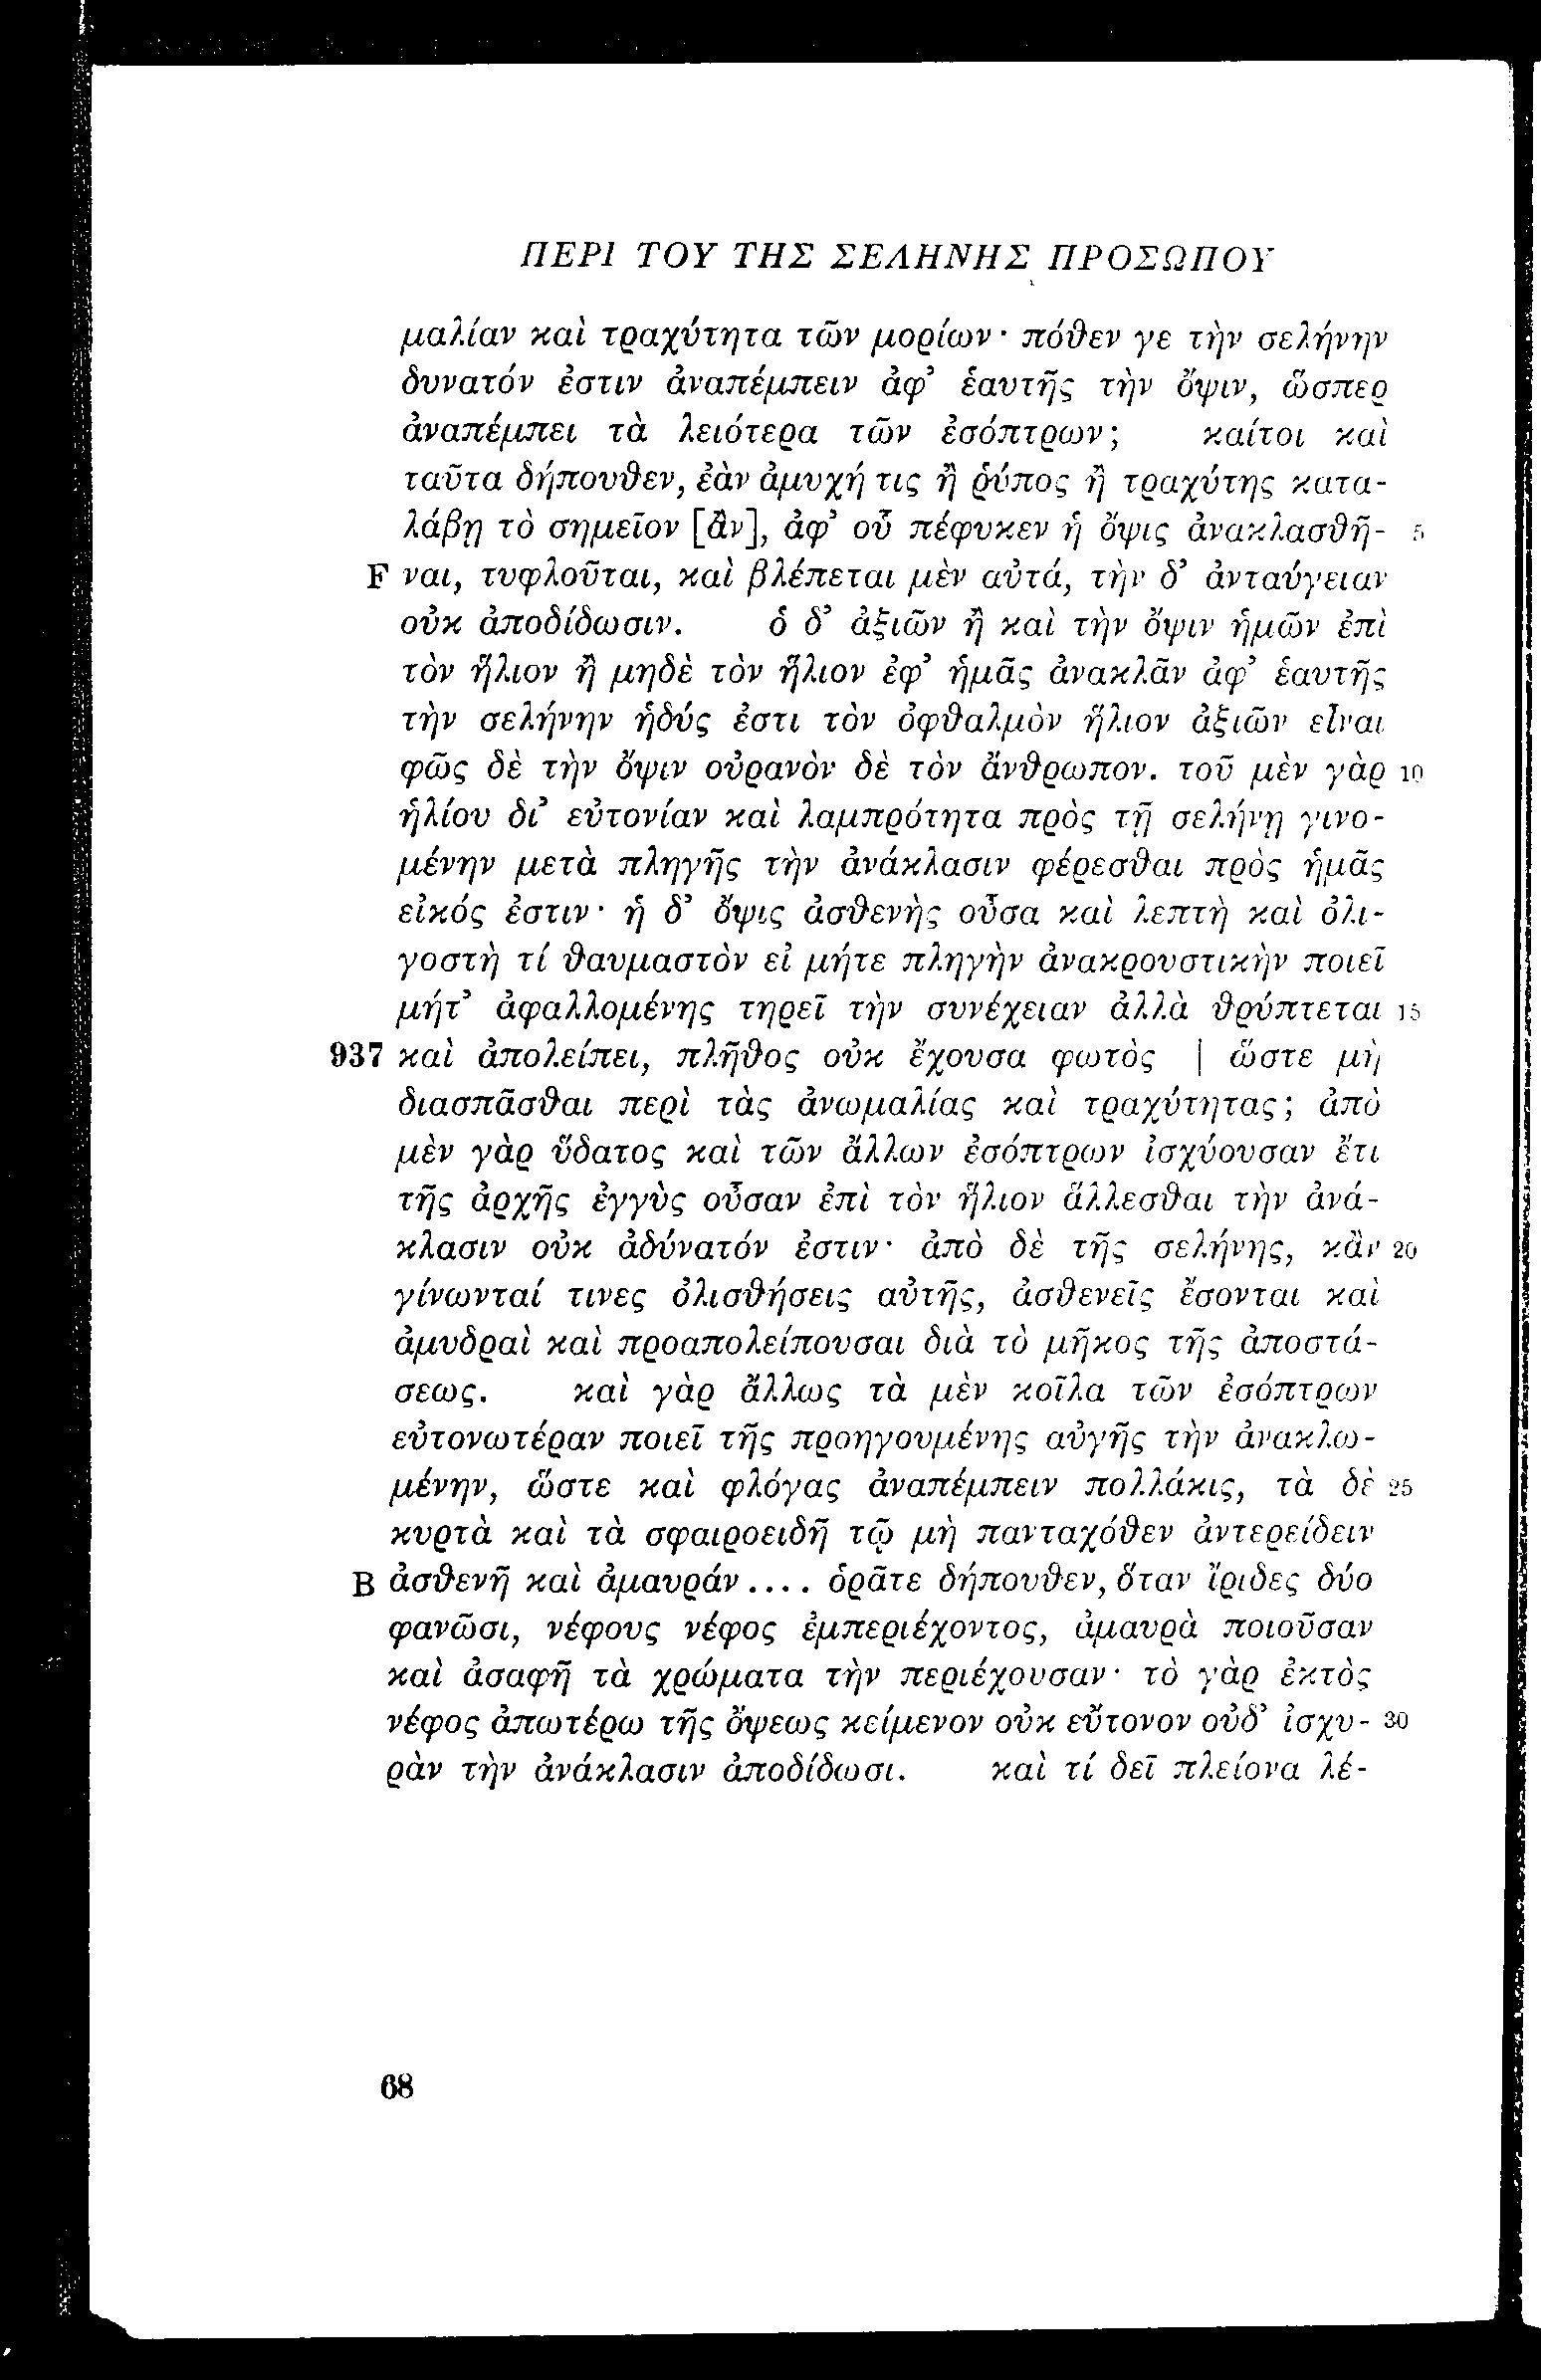 ΠΕΡΙ ΤΟΥ ΤΗΣ ΣΕΛΗΝΗΣ ΠΡΟΣΩΠΟΥ
μαλίαν καὶ τραχύτητα τῶν μορίων· πόθεν γε τὴν σελήνην
δυνατόν ἐστιν ἀναπέμπειν ἀφ’ ἑαυτῆς τὴν ὄψιν, ὥσπερ
ἀναπέμπει τὰ λειότερα τῶν ἐσόπτρων; καίτοι καὶ
ταῦτα δήπουθεν, ἐὰν ἀμυχή τις ἢ ῥύπος ἢ τραχύτης κατα-
λάβῃ τὸ σημεῖον [ἂν], ἀφ’ οὗ πέφυκεν ἡ ὄψις ἀνακλασθῆ- 5
F ναι, τυφλοῦται, καὶ βλέπεται μὲν αὐτά, τὴν δ’ ἀνταύγειαν
οὐκ ἀποδίδωσιν. ὁ δ’ ἀξιῶν ἢ καὶ τὴν ὄψιν ἡμῶν ἐπὶ
τὸν ἥλιον ἢ μηδὲ τὸν ἥλιον ἐφ’ ἡμᾶς ἀνακλᾶν ἀφ’ ἑαυτῆς
τὴν σελήνην ἡδύς ἐστι τὸν ὀφθαλμὸν ἥλιον ἀξιῶν εἶναι
φῶς δὲ τὴν ὄψιν οὐρανὸν δὲ τὸν ἄνθρωπον. τοῦ μὲν γὰρ 10
ἡλίου δι’ εὐτονίαν καὶ λαμπρότητα πρὸς τῇ σελήνῃ γινο-
μένην μετὰ πληγῆς τὴν ἀνάκλασιν φέρεσθαι πρὸς ἡμᾶς
εἰκός ἐστιν· ἡ δ’ ὄψις ἀσθενὴς οὖσα καὶ λεπτὴ καὶ ὀλι-
γοστὴ τί θαυμαστὸν εἰ μήτε πληγὴν ἀνακρουστικὴν ποιεῖ
μήτ’ ἀφαλλομένης τηρεῖ τὴν συνέχειαν ἀλλὰ θρύπτεται 15
937 καὶ ἀπολείπει, πλῆθος οὐκ ἔχουσα φωτὸς | ὥστε μὴ
διασπᾶσθαι περὶ τὰς ἀνωμαλίας καὶ τραχύτητας; ἀπὸ
μὲν γὰρ ὕδατος καὶ τῶν ἄλλων ἐσόπτρων ἰσχύουσαν ἔτι
τῆς ἀρχῆς ἐγγὺς οὖσαν ἐπὶ τὸν ἥλιον ἅλλεσθαι τὴν ἀνά-
κλασιν οὐκ ἀδύνατόν ἐστιν· ἀπὸ δὲ τῆς σελήνης, κἂν 20
γίνωνταί τινες ὀλισθήσεις αὐτῆς, ἀσθενεῖς ἔσονται καὶ
ἀμυδραὶ καὶ προαπολείπουσαι διὰ τὸ μῆκος τῆς ἀποστά-
σεως. καὶ γὰρ ἄλλως τὰ μὲν κοῖλα τῶν ἐσόπτρων
εὐτονωτέραν ποιεῖ τῆς προηγουμένης αὐγῆς τὴν ἀνακλω-
μένην, ὥστε καὶ φλόγας ἀναπέμπειν πολλάκις, τὰ δὲ 25
κυρτὰ καὶ τὰ σφαιροειδῆ τῷ μὴ πανταχόθεν ἀντερείδειν
B ἀσθενῆ καὶ ἀμαυράν .... ὁρᾶτε δήπουθεν, ὅταν ἴριδες δύο
φανῶσι, νέφους νέφος ἐμπεριέχοντος, ἀμαυρὰ ποιοῦσαν
καὶ ἀσαφῆ τὰ χρώματα τὴν περιέχουσαν· τὸ γὰρ ἐκτὸς
νέφος ἀπωτέρω τῆς ὄψεως κείμενον οὐκ εὔτονον οὐδ’ ἰσχυ- 30
ρὰν τὴν ἀνάκλασιν ἀποδίδωσι. καὶ τί δεῖ πλείονα λέ-
68